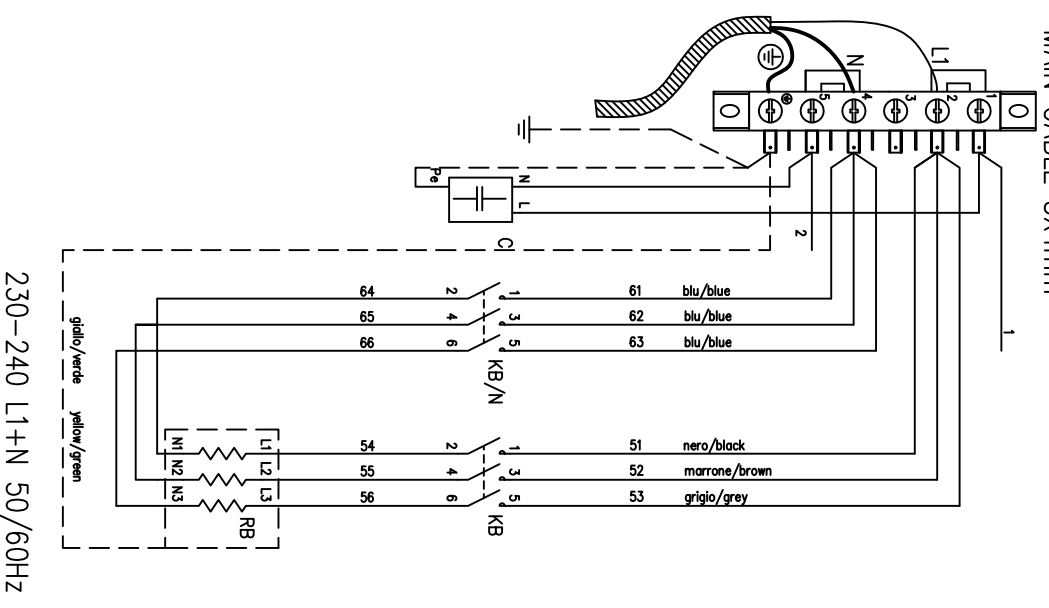 L1
N
5
4
3
2
1
Pe
N
L
C
2
1
64
2
1
61
blu/blue
65
4
3
62
blu/blue
66
6
5
63
blu/blue
KB/N
giallo/verde yellow/green
N1
L1
54
2
1
51
nero/black
N2
L2
55
4
3
52
marrone/brown
N3
L3
56
6
5
53
grigio/grey
RB
KB
230-240 L1+N 50/60Hz